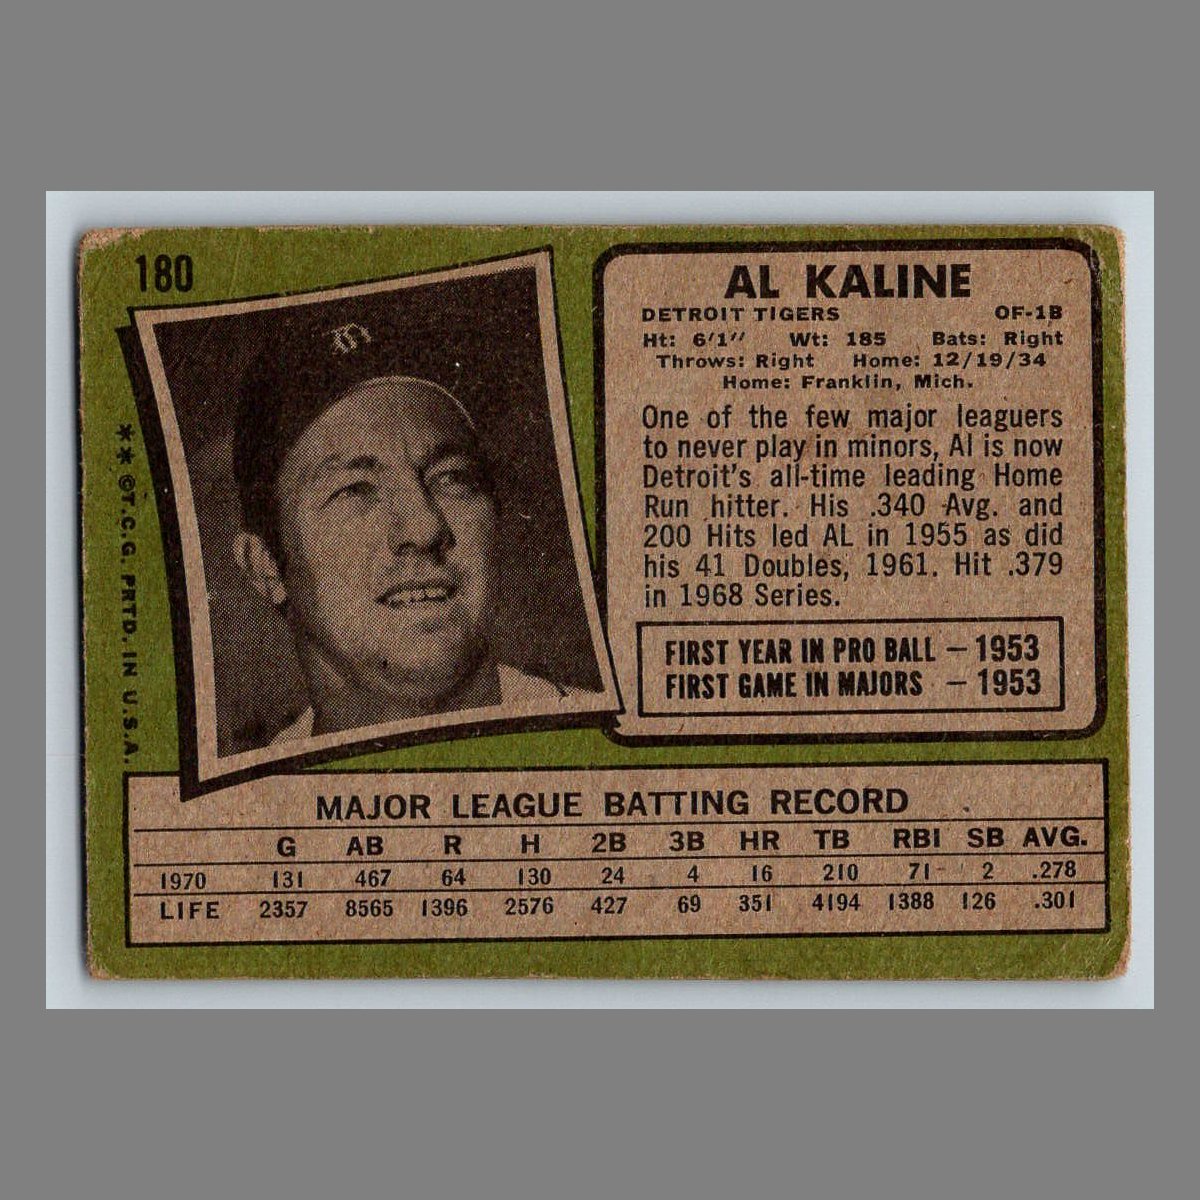 180
AL KALINE
DETROIT TIGERS OF-1B
Ht: 6'1" Wt: 185 Bats: Right
Throws: Right Home: 12/19/34
Home: Franklin, Mich.
One of the few major leaguers
to never play in minors, Al is now
Detroit's all-time leading Home
Run hitter. His .340 Avg. and
200 Hits led AL in 1955 as did
his 41 Doubles, 1961. Hit .379
in 1968 Series.
FIRST YEAR IN PRO BALL – 1953
FIRST GAME IN MAJORS – 1953
**©T.C.G. PRTD. IN U.S.A.
MAJOR LEAGUE BATTING RECORD
G AB R H 2B 3B HR TB RBI SB AVG.
1970 131 467 64 130 24 4 16 210 71 2 .278
LIFE 2357 8565 1396 2576 427 69 351 4194 1388 126 .301